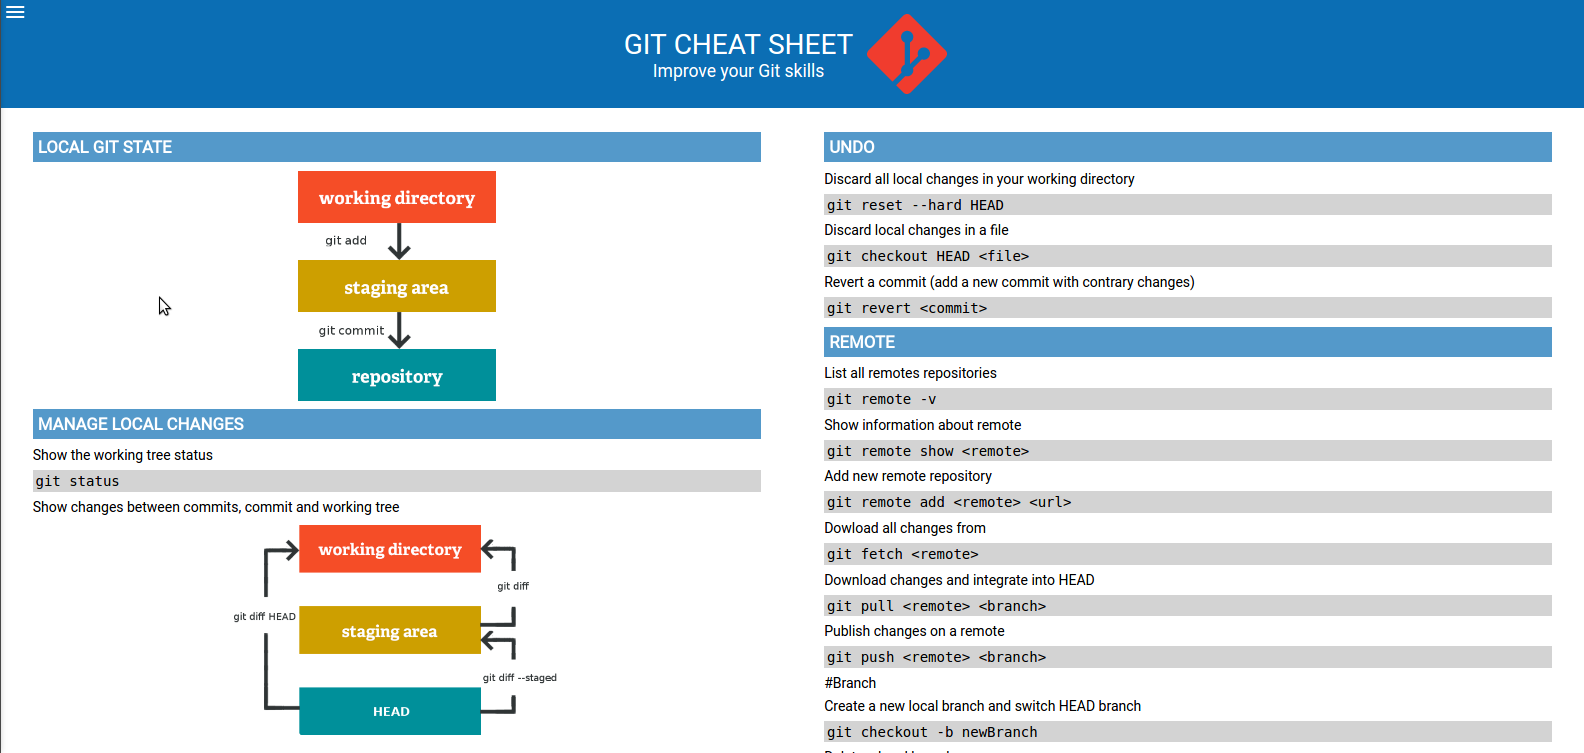 GIT CHEAT SHEET
Improve your Git skills
LOCAL GIT STATE
working directory
git add
staging area
git commit
repository
MANAGE LOCAL CHANGES
Show the working tree status
git status
Show changes between commits, commit and working tree
working directory
git diff
git diff HEAD
staging area
git diff --staged
HEAD
UNDO
Discard all local changes in your working directory
git reset --hard HEAD
Discard local changes in a file
git checkout HEAD <file>
Revert a commit (add a new commit with contrary changes)
git revert <commit>
REMOTE
List all remotes repositories
git remote -v
Show information about remote
git remote show <remote>
Add new remote repository
git remote add <remote> <url>
Dowload all changes from
git fetch <remote>
Download changes and integrate into HEAD
git pull <remote> <branch>
Publish changes on a remote
git push <remote> <branch>
#Branch
Create a new local branch and switch HEAD branch
git checkout -b newBranch